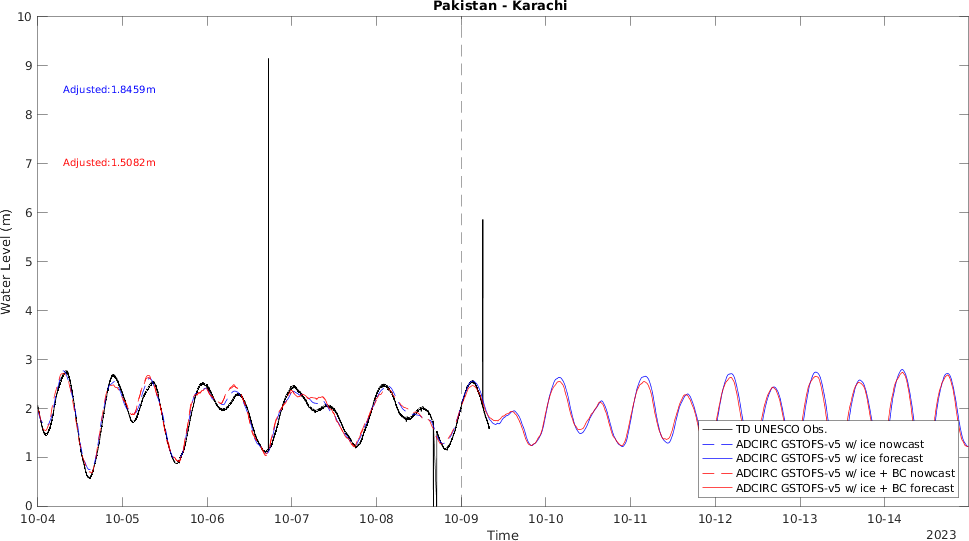 Pakistan - Karachi
10
9
8
7
6
5
4
3
2
1
0
Water Level (m)
Adjusted:1.8459m
Adjusted:1.5082m
TD UNESCO Obs.
ADCIRC GSTOFS-v5 w/ ice nowcast
ADCIRC GSTOFS-v5 w/ ice forecast
ADCIRC GSTOFS-v5 w/ ice + BC nowcast
ADCIRC GSTOFS-v5 w/ ice + BC forecast
10-04 10-05 10-06 10-07 10-08 10-09 10-10 10-11 10-12 10-13 10-14
Time
2023